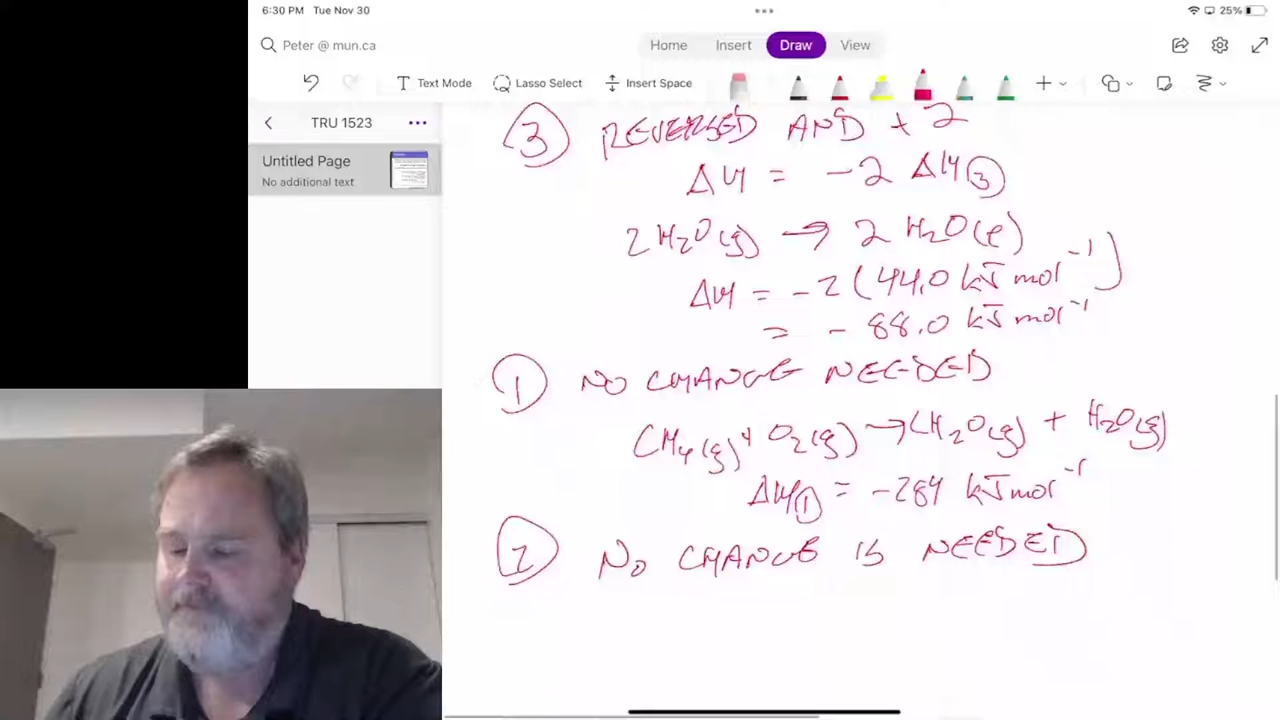 6:30 PM Tue Nov 30
25%
Peter @ mun.ca
Home Insert Draw View
Text Mode Lasso Select Insert Space
TRU 1523
Untitled Page
No additional text
③ REVERSED AND × 2
ΔH = -2 ΔH③
2 H₂O(g) → 2 H₂O(ℓ)
ΔH = -2 (44.0 kJ mol⁻¹)
= -88.0 kJ mol⁻¹
① NO CHANGE NEEDED
CH₄(g) + O₂(g) → CH₂O(g) + H₂O(g)
ΔH① = -284 kJ mol⁻¹
② NO CHANGE IS NEEDED